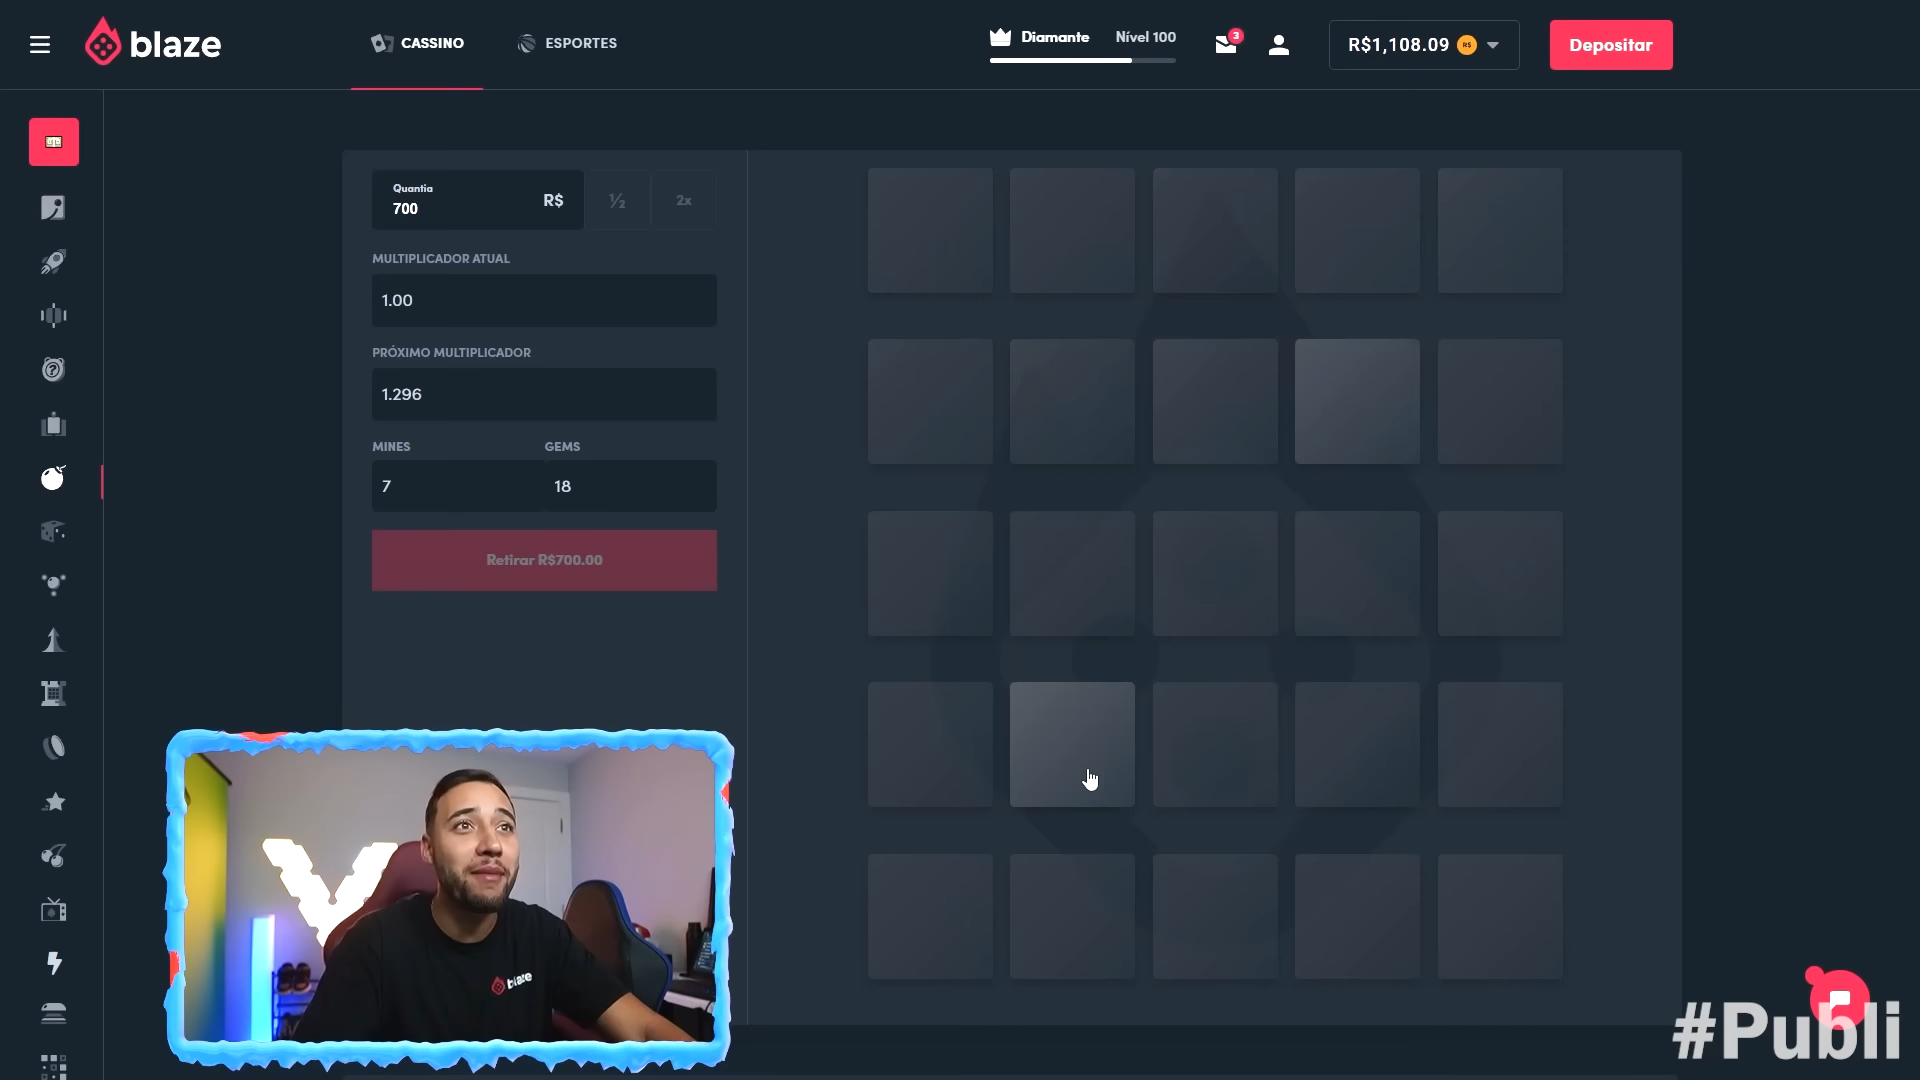 blaze
CASSINO
ESPORTES
Diamante
Nível 100
3
R$1,108.09
R$
Depositar
Quantia
700
R$
½
2x
MULTIPLICADOR ATUAL
1.00
PRÓXIMO MULTIPLICADOR
1.296
MINES
GEMS
7
18
Retirar R$700.00
blaze
#Publi